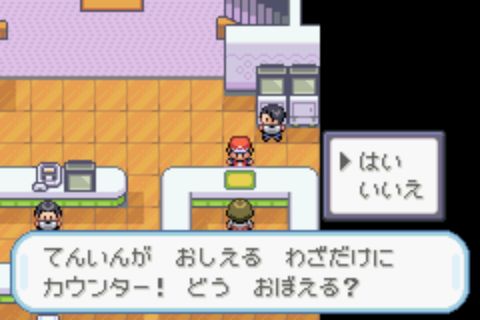 はい
いいえ
てんいんが　おしえる　わざだけに
カウンター！　どう　おぼえる？